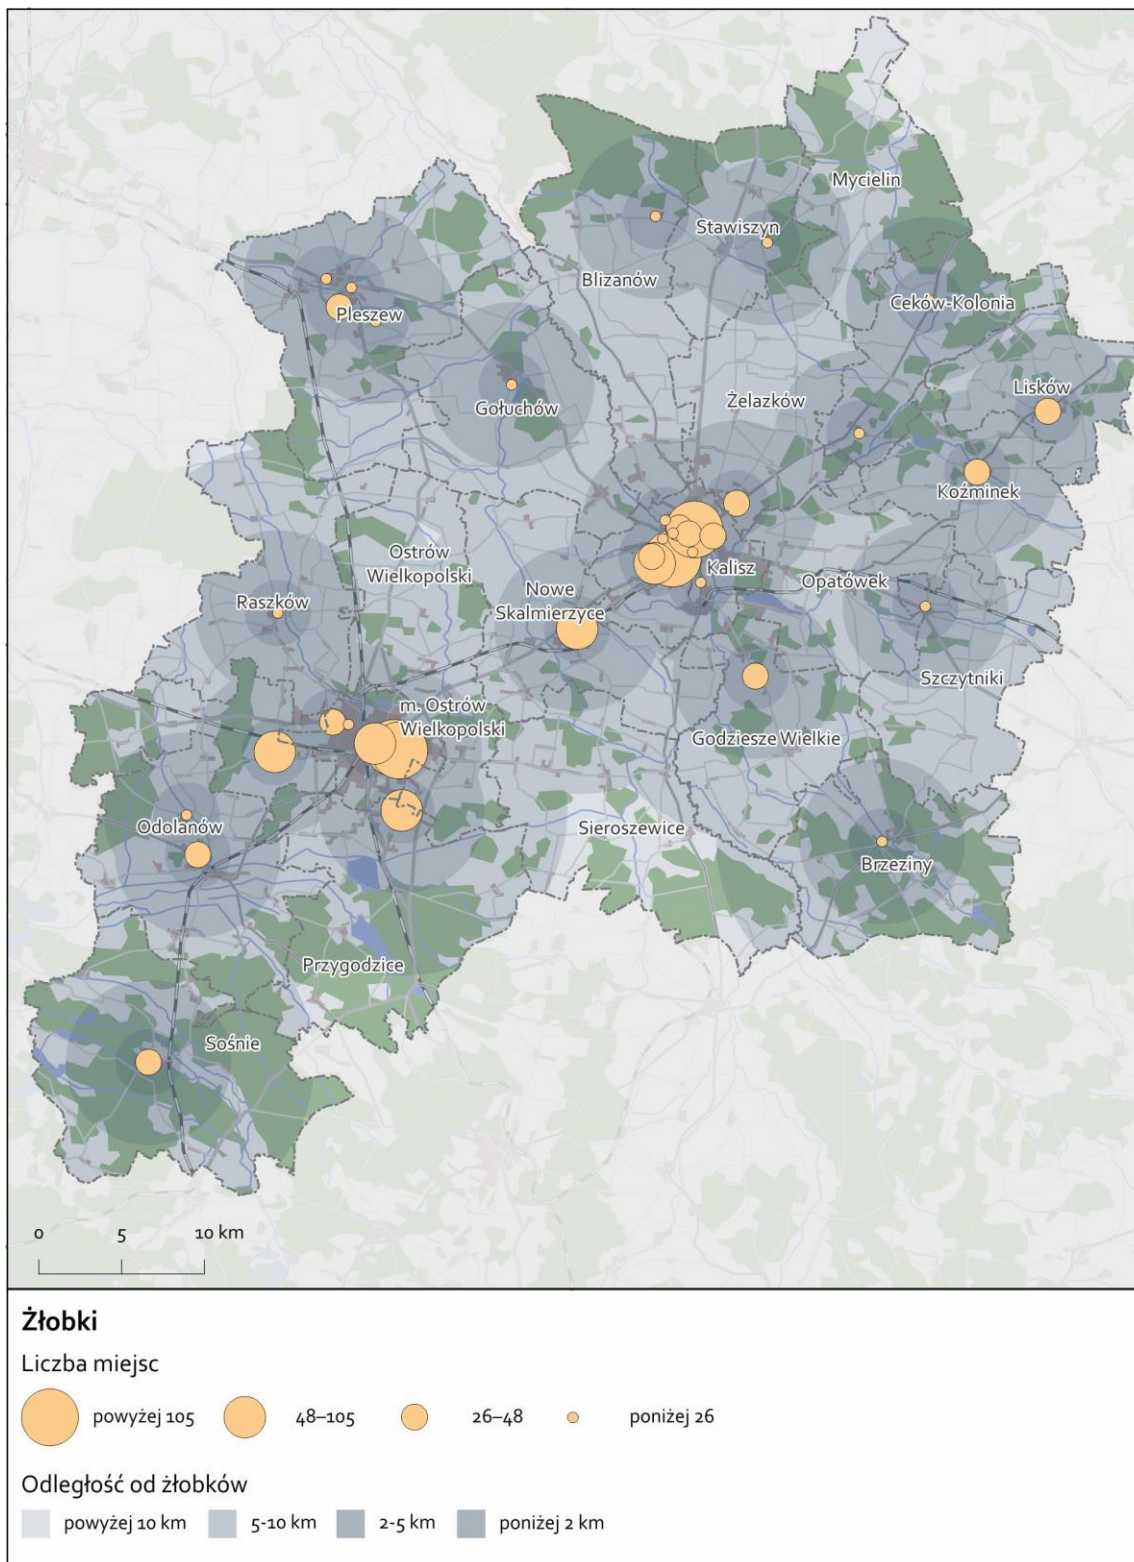 Mycielin
Stawiszyn
Blizanów
Ceków-Kolonia
Pleszew
Lisków
Żelazków
Gołuchów
Koźminek
Ostrów
Wielkopolski
Kalisz
Opatówek
Nowe
Skalmierzyce
Raszków
Szczytniki
m. Ostrów
Wielkopolski
Godziesze Wielkie
Odolanów
Sieroszewice
Brzeziny
Przygodzice
Sośnie
0 5 10 km
Żłobki
Liczba miejsc
powyżej 105 48–105 26–48 poniżej 26
Odległość od żłobków
powyżej 10 km 5-10 km 2-5 km poniżej 2 km